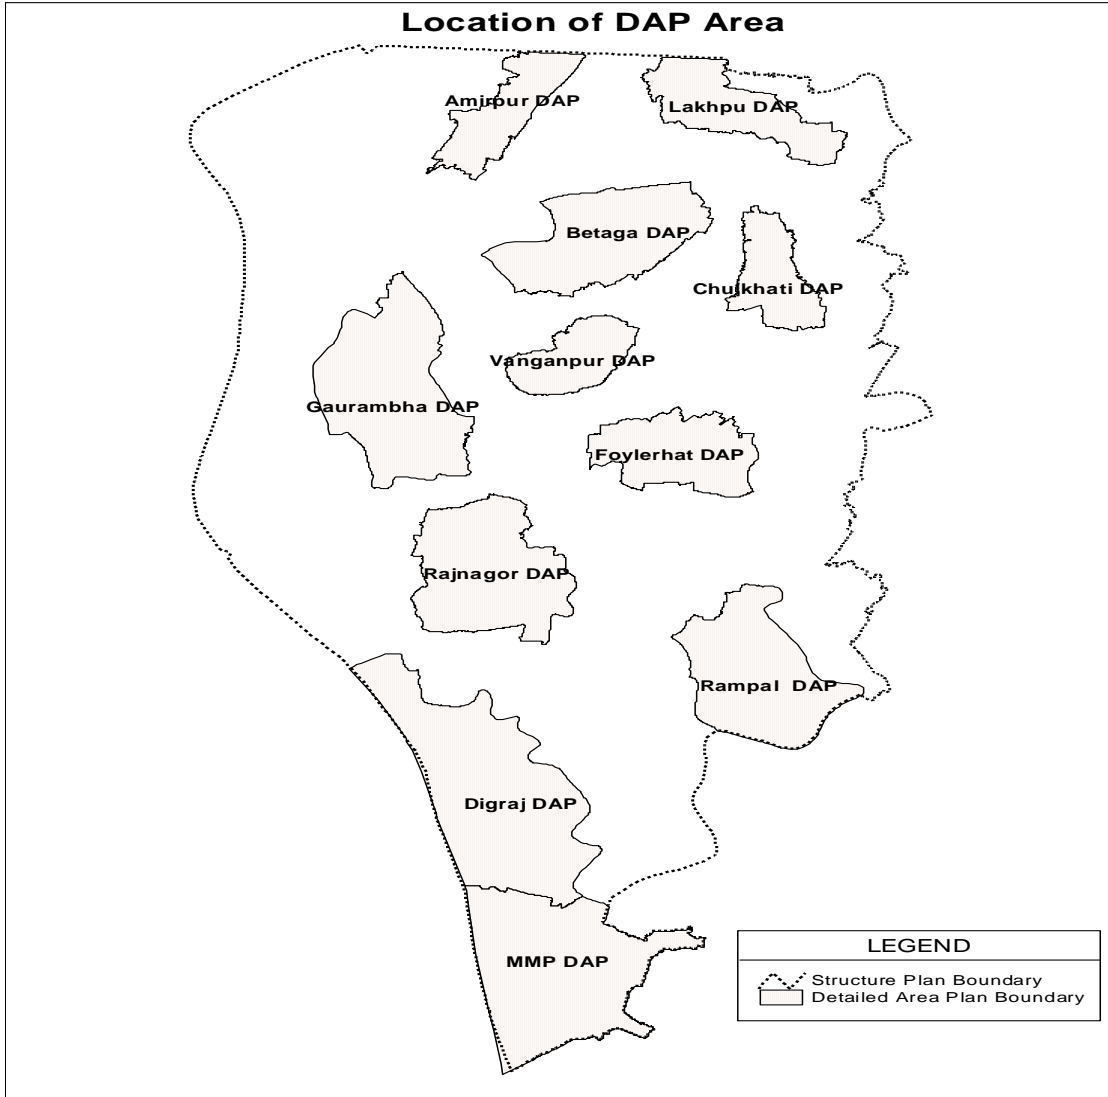 Location of DAP Area
Amirpur DAP
Lakhpu DAP
Betaga DAP
Chulkhati DAP
Vanganpur DAP
Gaurambha DAP
Foylerhat DAP
Rajnagor DAP
Rampal DAP
Digraj DAP
MMP DAP
LEGEND
Structure Plan Boundary
Detailed Area Plan Boundary